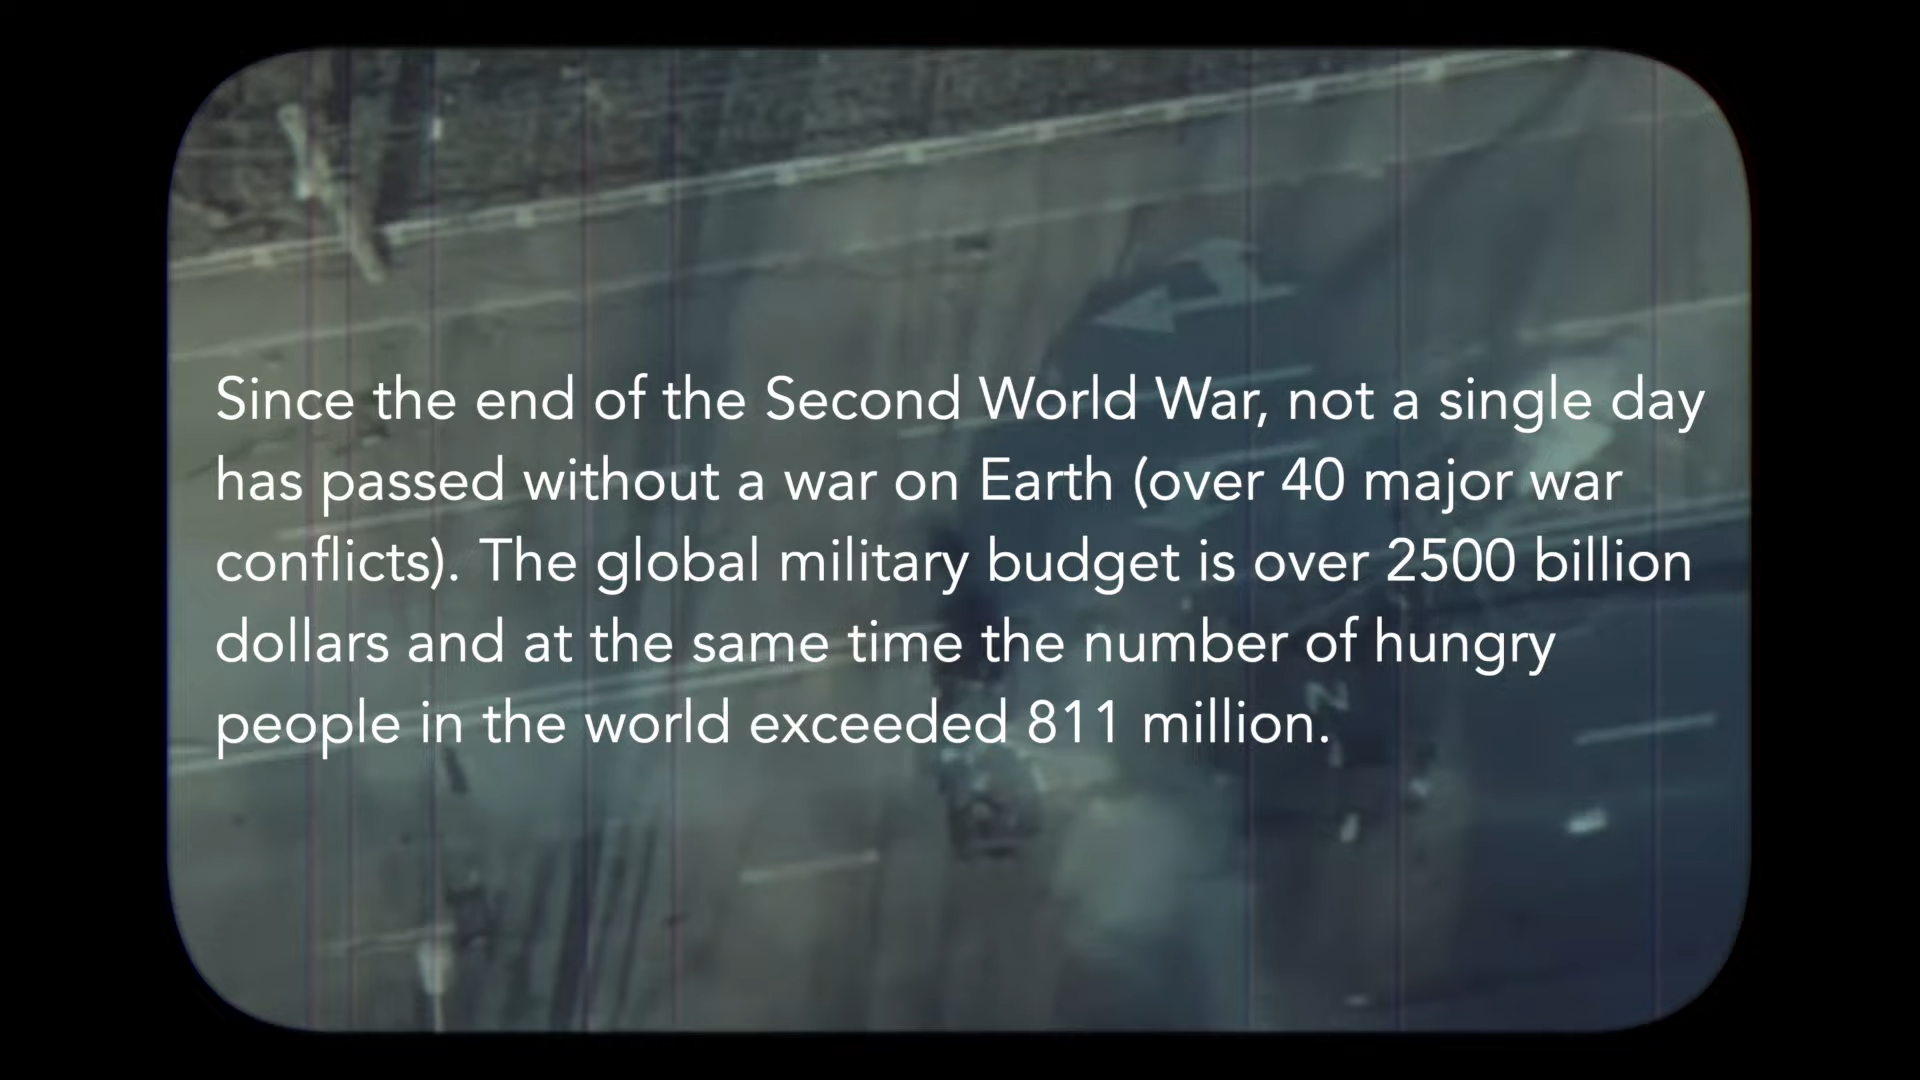 Since the end of the Second World War, not a single day
has passed without a war on Earth (over 40 major war
conflicts). The global military budget is over 2500 billion
dollars and at the same time the number of hungry
people in the world exceeded 811 million.